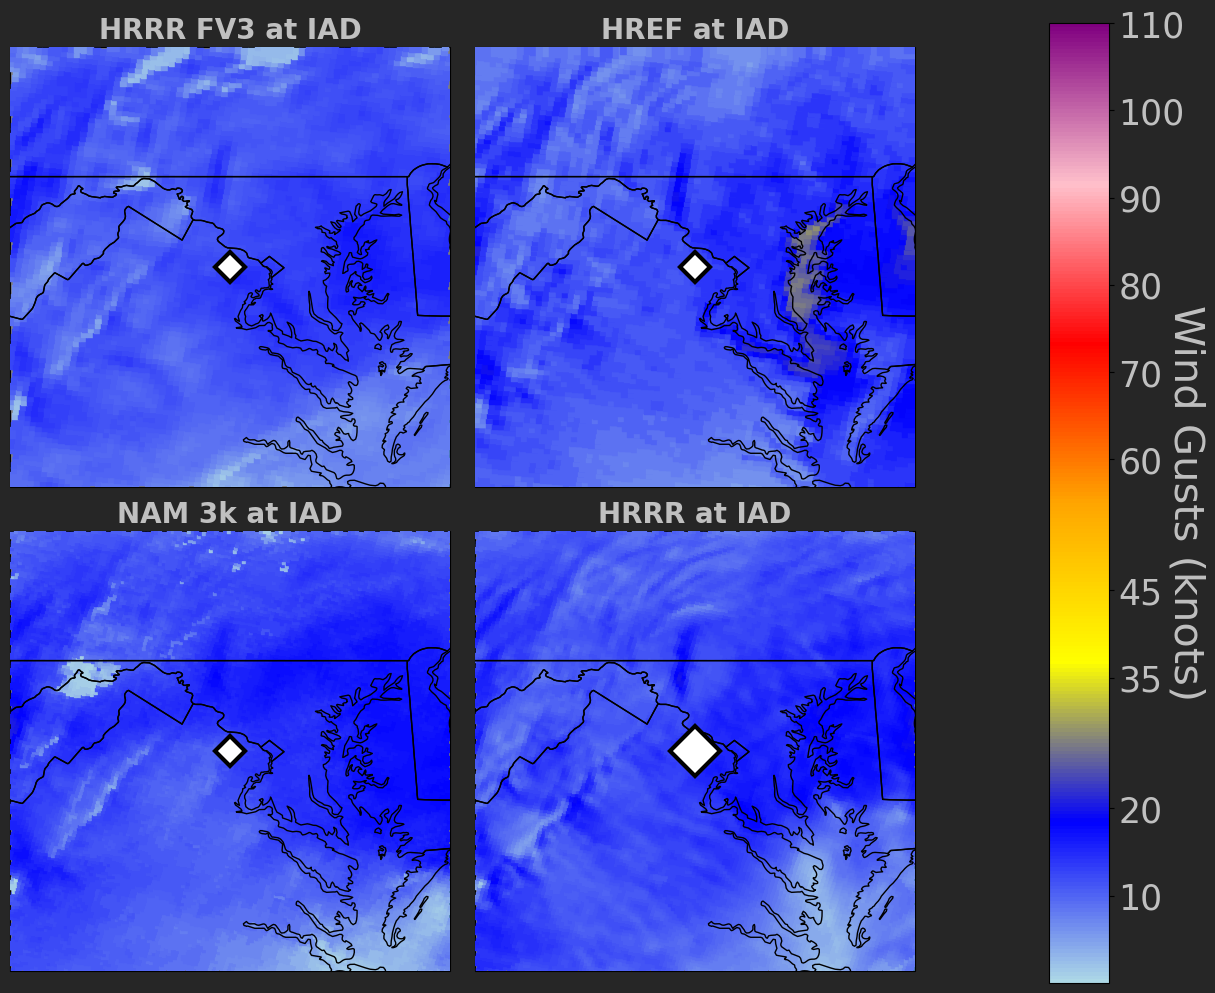 HRRR FV3 at IAD
HREF at IAD
NAM 3k at IAD
HRRR at IAD
110
100
90
80
70
60
45
35
20
10
Wind Gusts (knots)